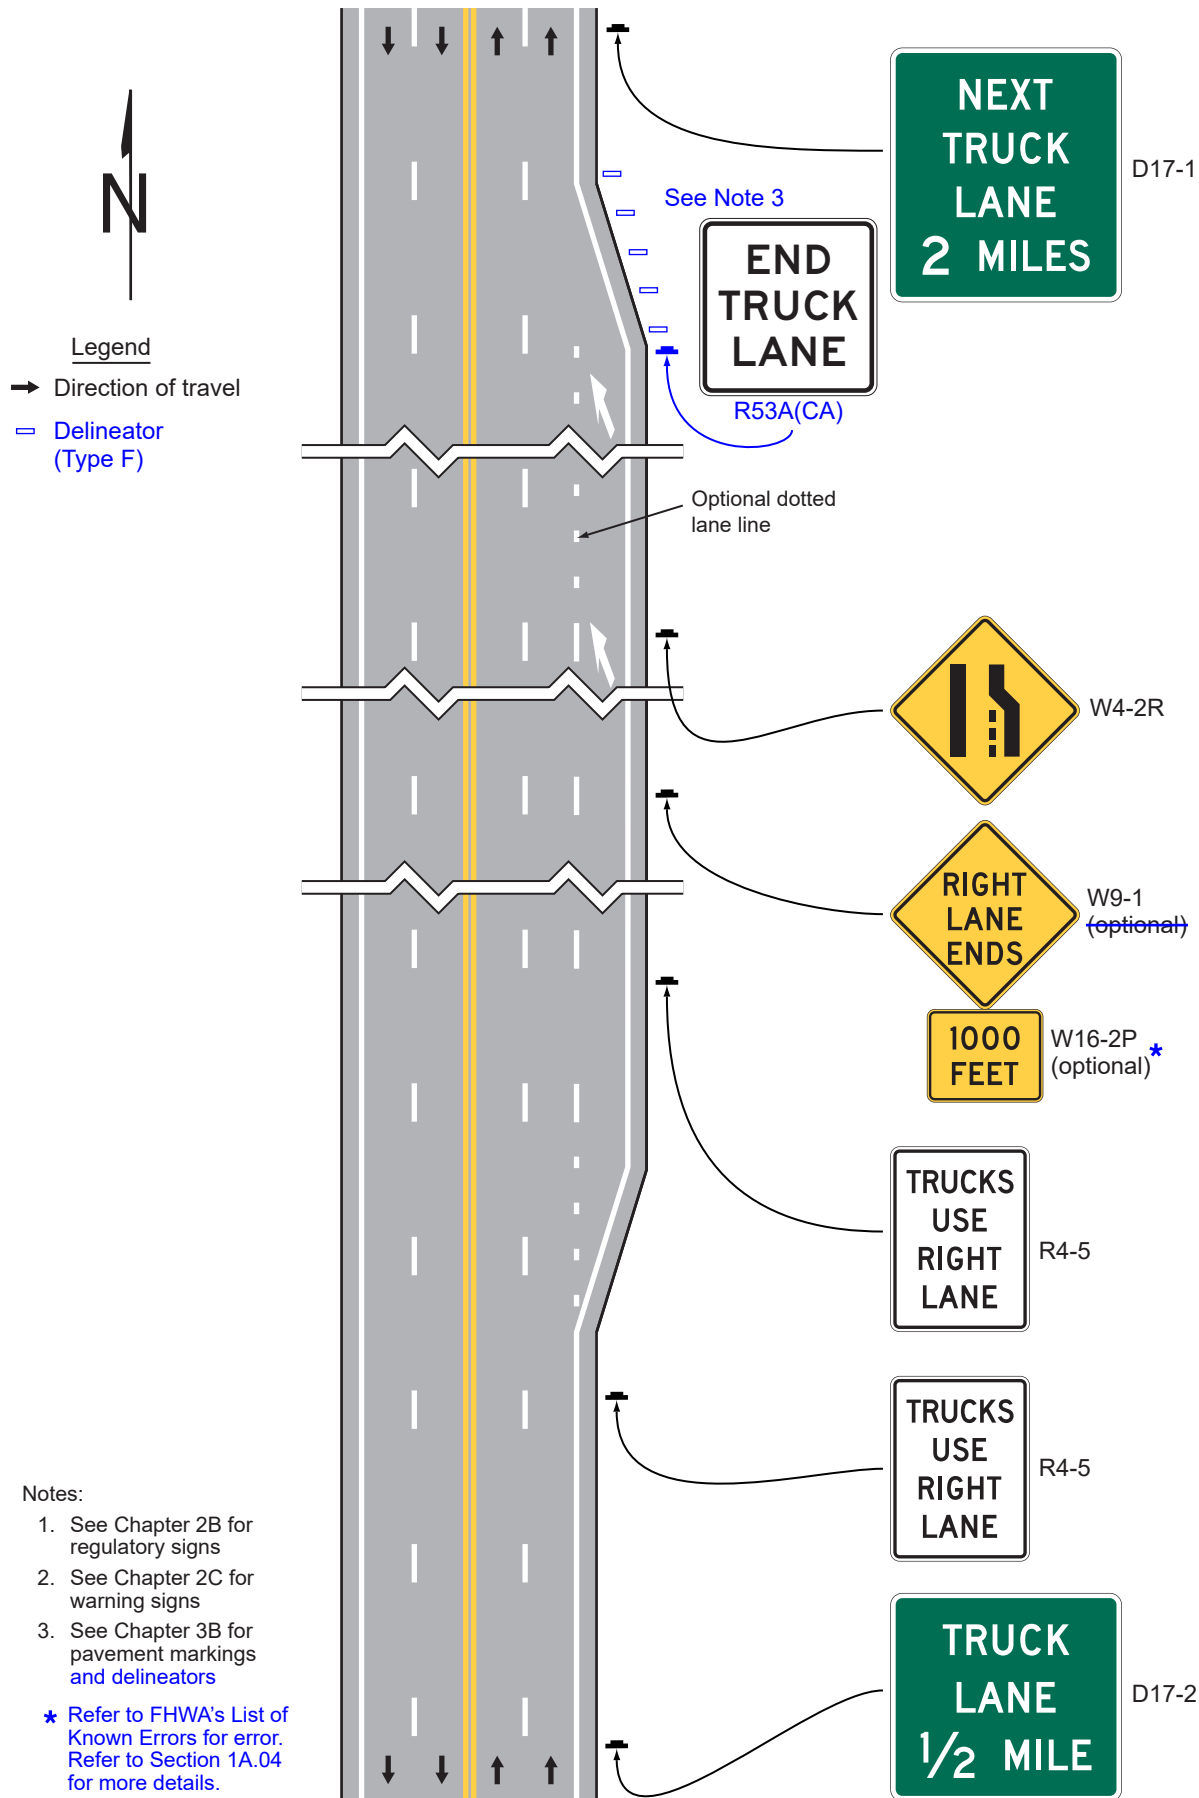 NEXT
TRUCK
LANE
2 MILES
D17-1
See Note 3
END
TRUCK
LANE
R53A(CA)
N
Legend
Direction of travel
Delineator
(Type F)
Optional dotted
lane line
W4-2R
RIGHT
LANE
ENDS
W9-1
(optional)
1000
FEET
W16-2P
(optional)*
TRUCKS
USE
RIGHT
LANE
R4-5
TRUCKS
USE
RIGHT
LANE
R4-5
TRUCK
LANE
1/2 MILE
D17-2
Notes:
1. See Chapter 2B for
regulatory signs
2. See Chapter 2C for
warning signs
3. See Chapter 3B for
pavement markings
and delineators
* Refer to FHWA's List of
Known Errors for error.
Refer to Section 1A.04
for more details.